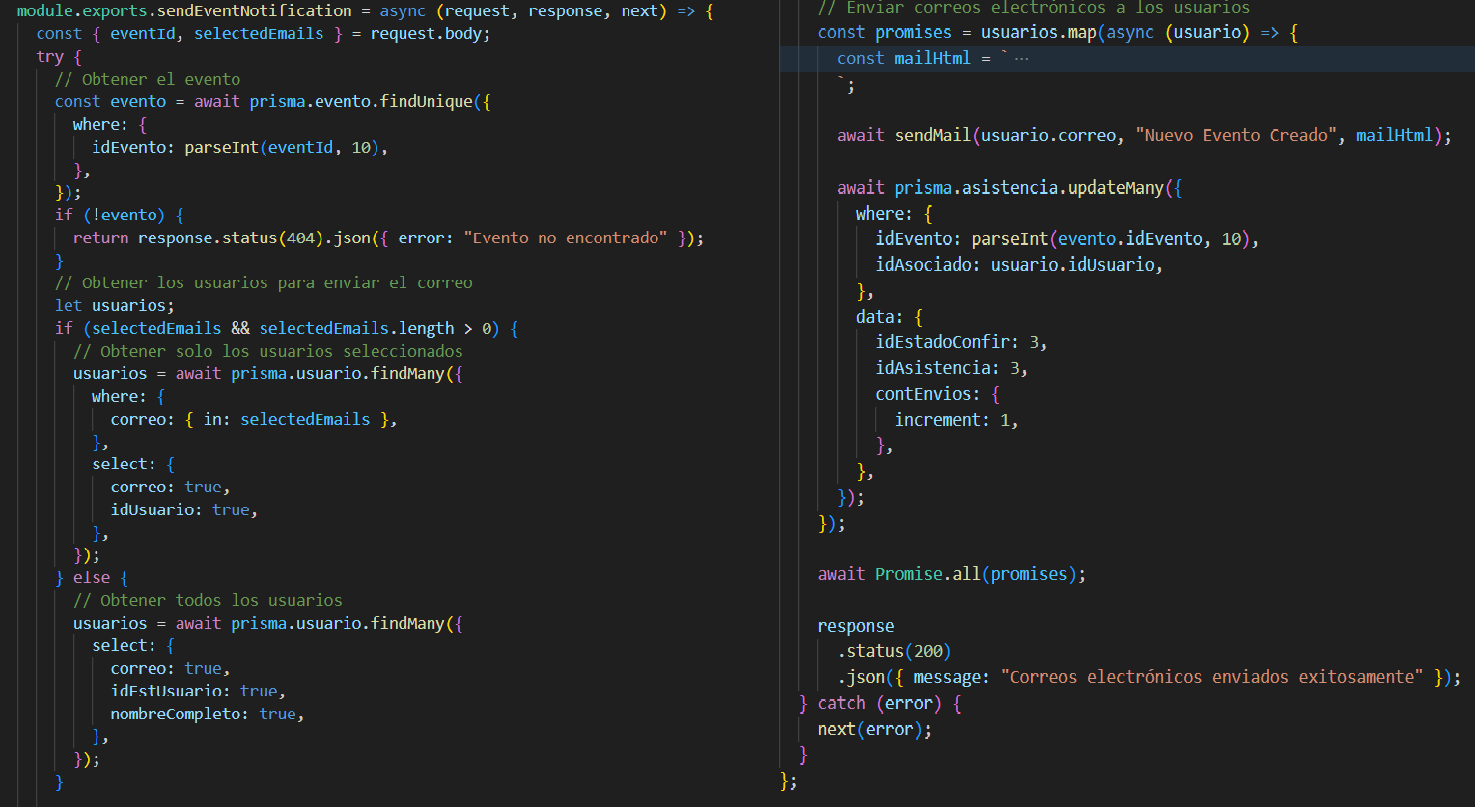 module.exports.sendEventNotification = async (request, response, next) => {
const { eventId, selectedEmails } = request.body;
try {
// Obtener el evento
const evento = await prisma.evento.findUnique({
where: {
idEvento: parseInt(eventId, 10),
},
});
if (!evento) {
return response.status(404).json({ error: "Evento no encontrado" });
}
// Obtener los usuarios para enviar el correo
let usuarios;
if (selectedEmails && selectedEmails.length > 0) {
// Obtener solo los usuarios seleccionados
usuarios = await prisma.usuario.findMany({
where: {
correo: { in: selectedEmails },
},
select: {
correo: true,
idUsuario: true,
},
});
} else {
// Obtener todos los usuarios
usuarios = await prisma.usuario.findMany({
select: {
correo: true,
idEstUsuario: true,
nombreCompleto: true,
},
});
}
// Enviar correos electrónicos a los usuarios
const promises = usuarios.map(async (usuario) => {
const mailHtml = ` ...
`;
await sendMail(usuario.correo, "Nuevo Evento Creado", mailHtml);
await prisma.asistencia.updateMany({
where: {
idEvento: parseInt(evento.idEvento, 10),
idAsociado: usuario.idUsuario,
},
data: {
idEstadoConfir: 3,
idAsistencia: 3,
contEnvios: {
increment: 1,
},
},
});
});
await Promise.all(promises);
response
.status(200)
.json({ message: "Correos electrónicos enviados exitosamente" });
} catch (error) {
next(error);
}
};